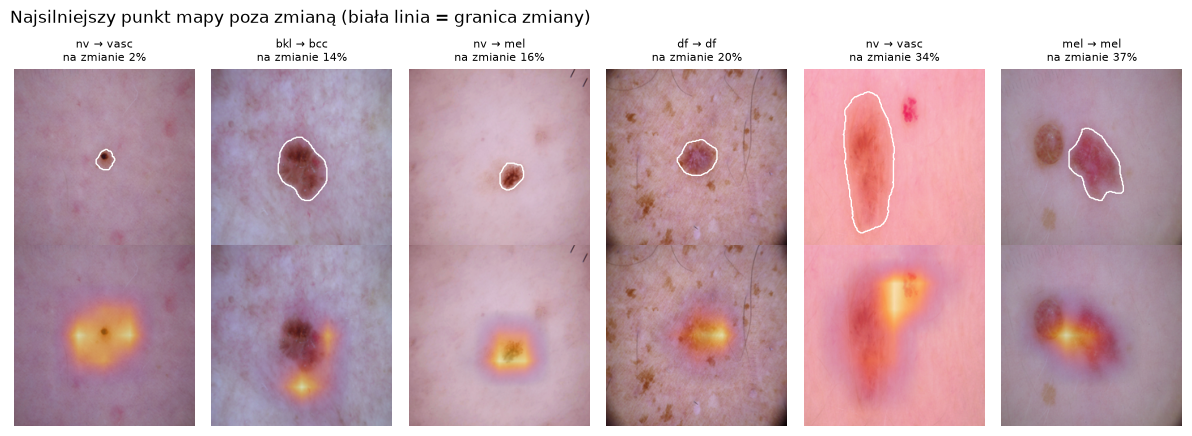 Najsilniejszy punkt mapy poza zmianą (biała linia = granica zmiany)
nv → vasc
na zmianie 2%
bkl → bcc
na zmianie 14%
nv → mel
na zmianie 16%
df → df
na zmianie 20%
nv → vasc
na zmianie 34%
mel → mel
na zmianie 37%